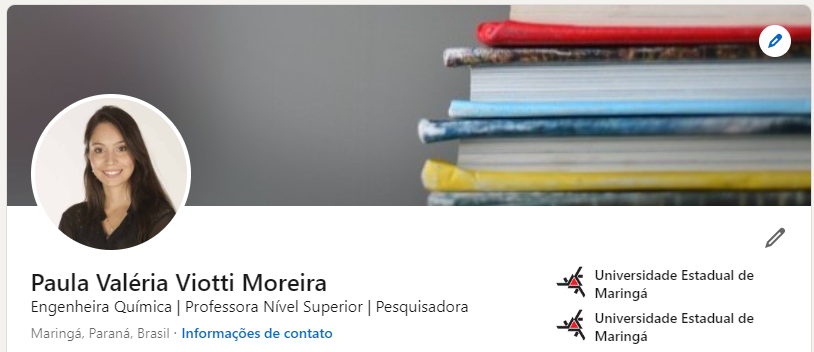 Paula Valéria Viotti Moreira
Engenheira Química | Professora Nível Superior | Pesquisadora
Maringá, Paraná, Brasil · Informações de contato
Universidade Estadual de
Maringá
Universidade Estadual de
Maringá